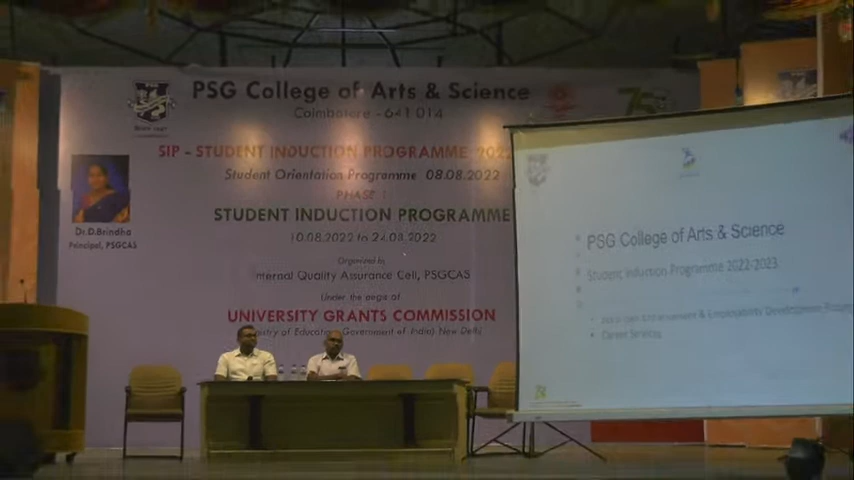 PSG College of Arts & Science
Coimbatore - 641 014
SIP - STUDENT INDUCTION PROGRAMME 2022
Student Orientation Programme 08.08.2022
PHASE
STUDENT INDUCTION PROGRAMME
10.08.2022 to 24.08.2022
Organized by
Internal Quality Assurance Cell, PSGCAS
Under the aegis of
UNIVERSITY GRANTS COMMISSION
Ministry of Education Government of India) New Delhi
Dr.D.Brindha
Principal, PSGCAS
75
PSG College of Arts & Science
Student Induction Programme 2022-2023
& Employability Development
Career Services